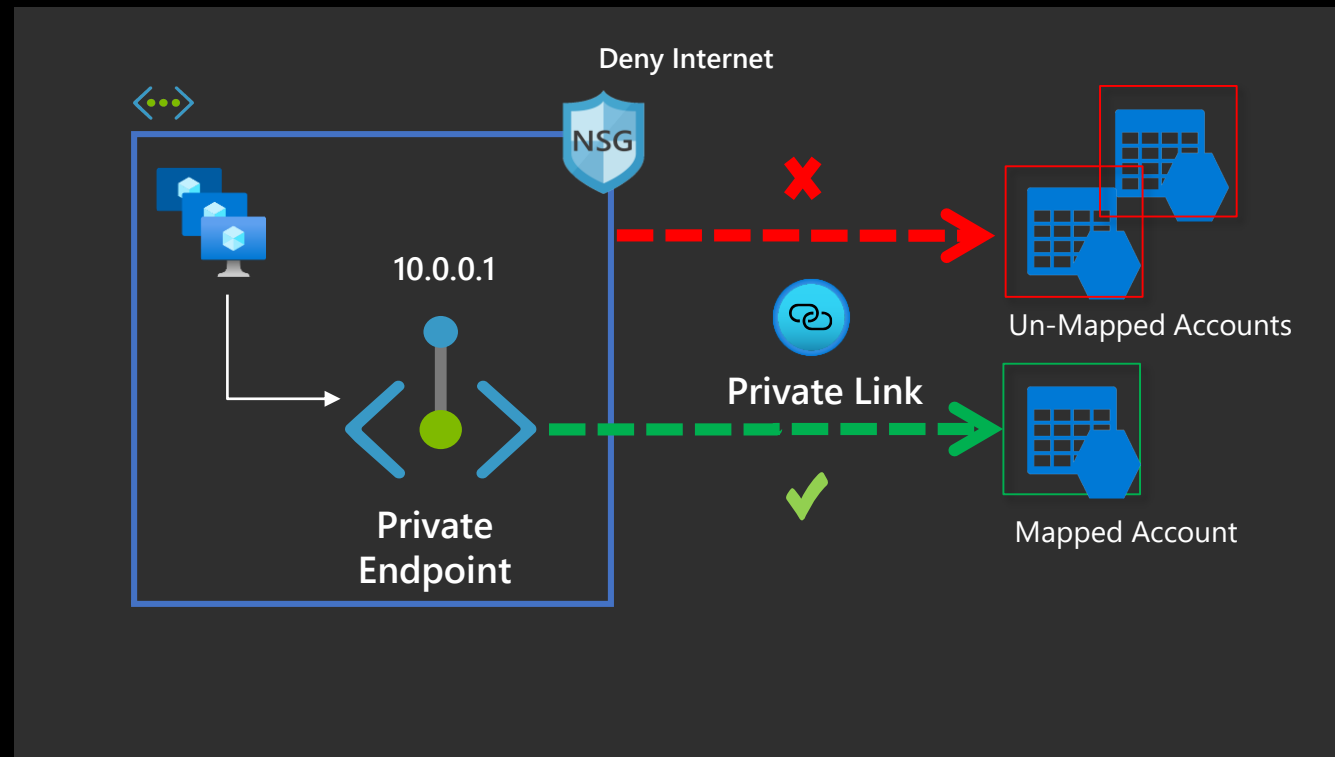 Deny Internet
NSG
10.0.0.1
Un-Mapped Accounts
Private Link
Private
Endpoint
Mapped Account